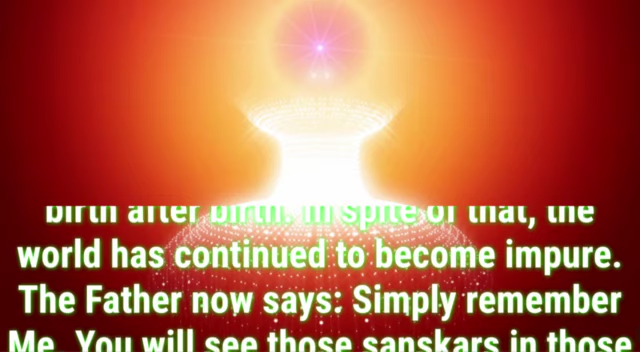 birth after birth. In spite of that, the
world has continued to become impure.
The Father now says: Simply remember
Me. You will see those sanskars in those